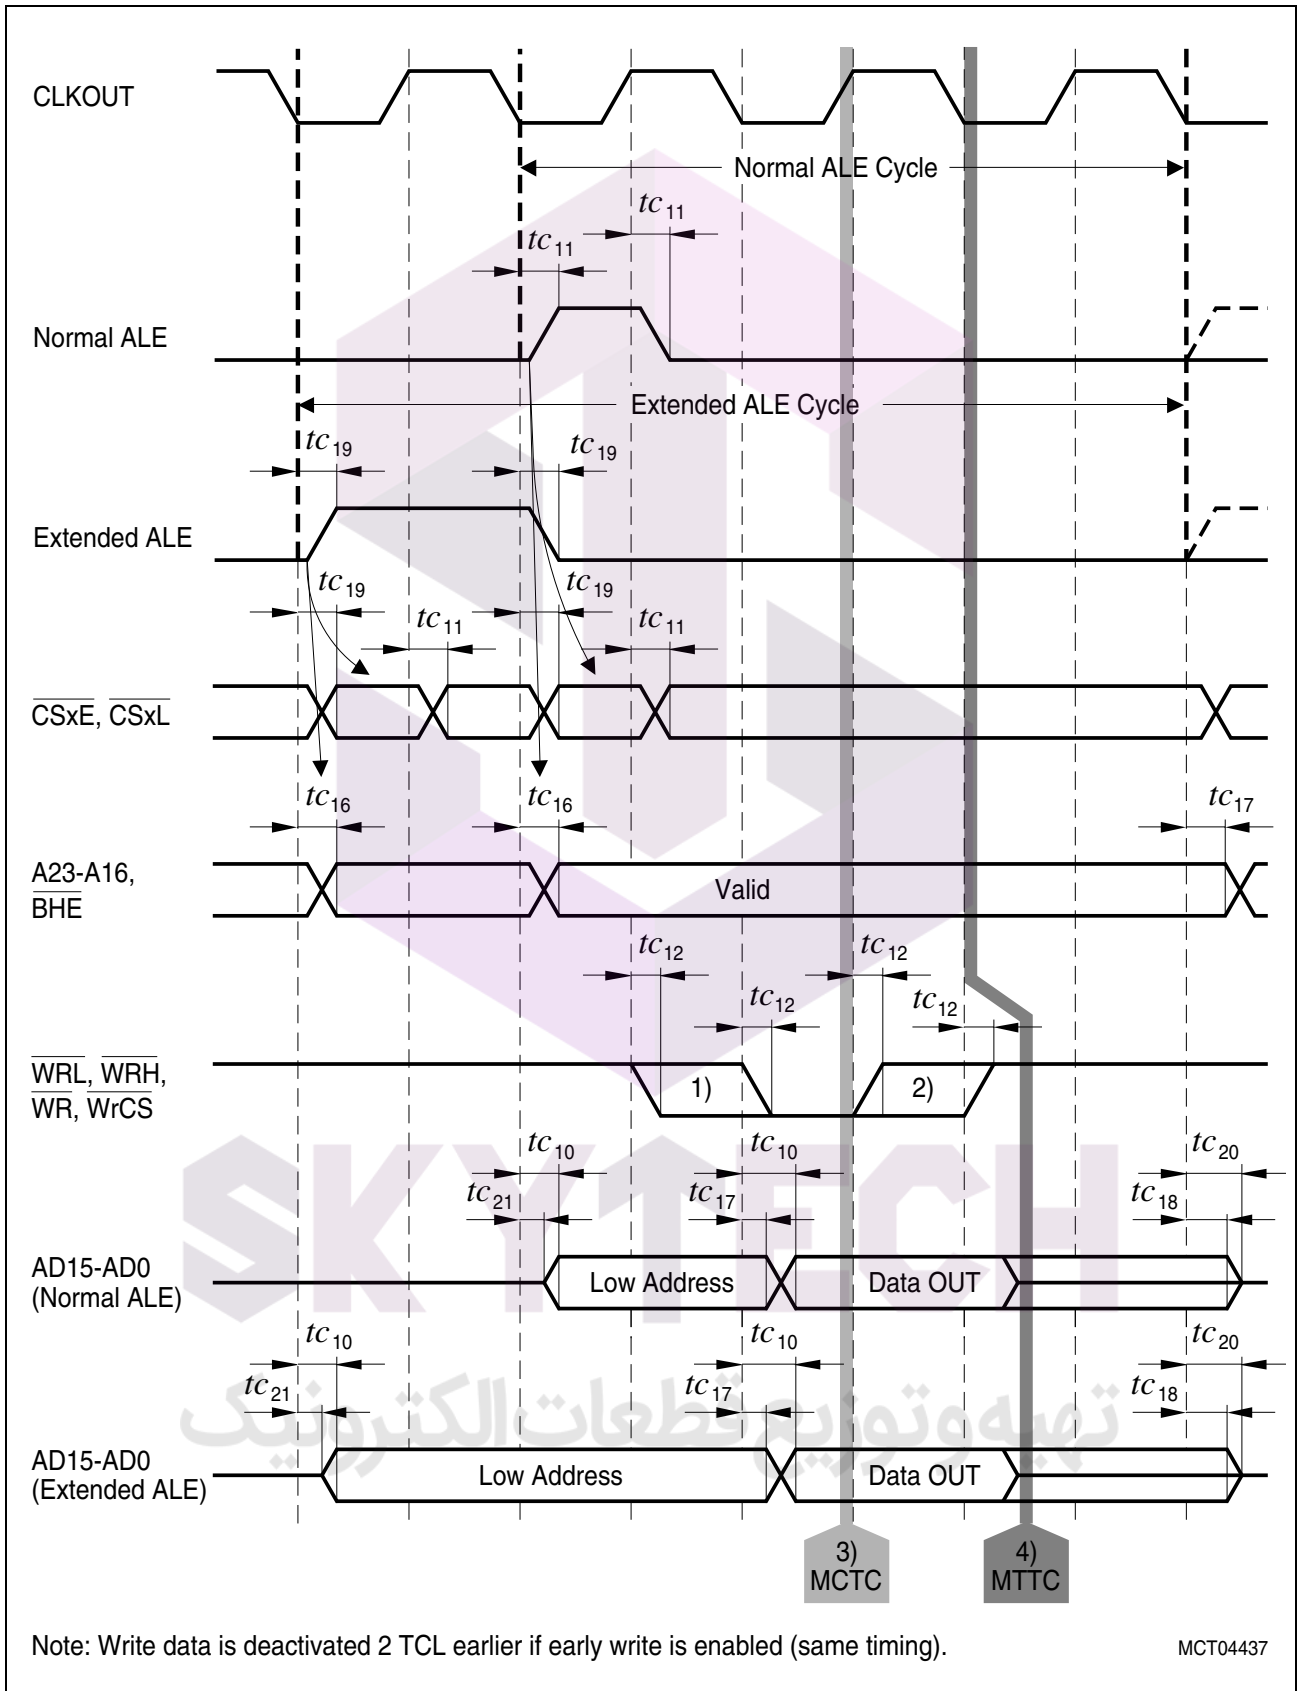 CLKOUT
Normal ALE Cycle
tc11
tc11
Normal ALE
Extended ALE Cycle
tc19
tc19
Extended ALE
tc19
tc19
tc11
tc11
CSxE, CSxL
tc16
tc16
tc17
A23-A16,
BHE
Valid
tc12
tc12
tc12
tc12
WRL, WRH,
WR, WrCS
1)
2)
SKYTECH
tc10
tc10
tc20
tc21
tc17
tc18
AD15-AD0
(Normal ALE)
Low Address
Data OUT
tc10
tc10
tc20
tc21
tc17
tc18
تهیه و توزیع قطعات الکترونیک
AD15-AD0
(Extended ALE)
Low Address
Data OUT
3)
MCTC
4)
MTTC
Note: Write data is deactivated 2 TCL earlier if early write is enabled (same timing).
MCT04437